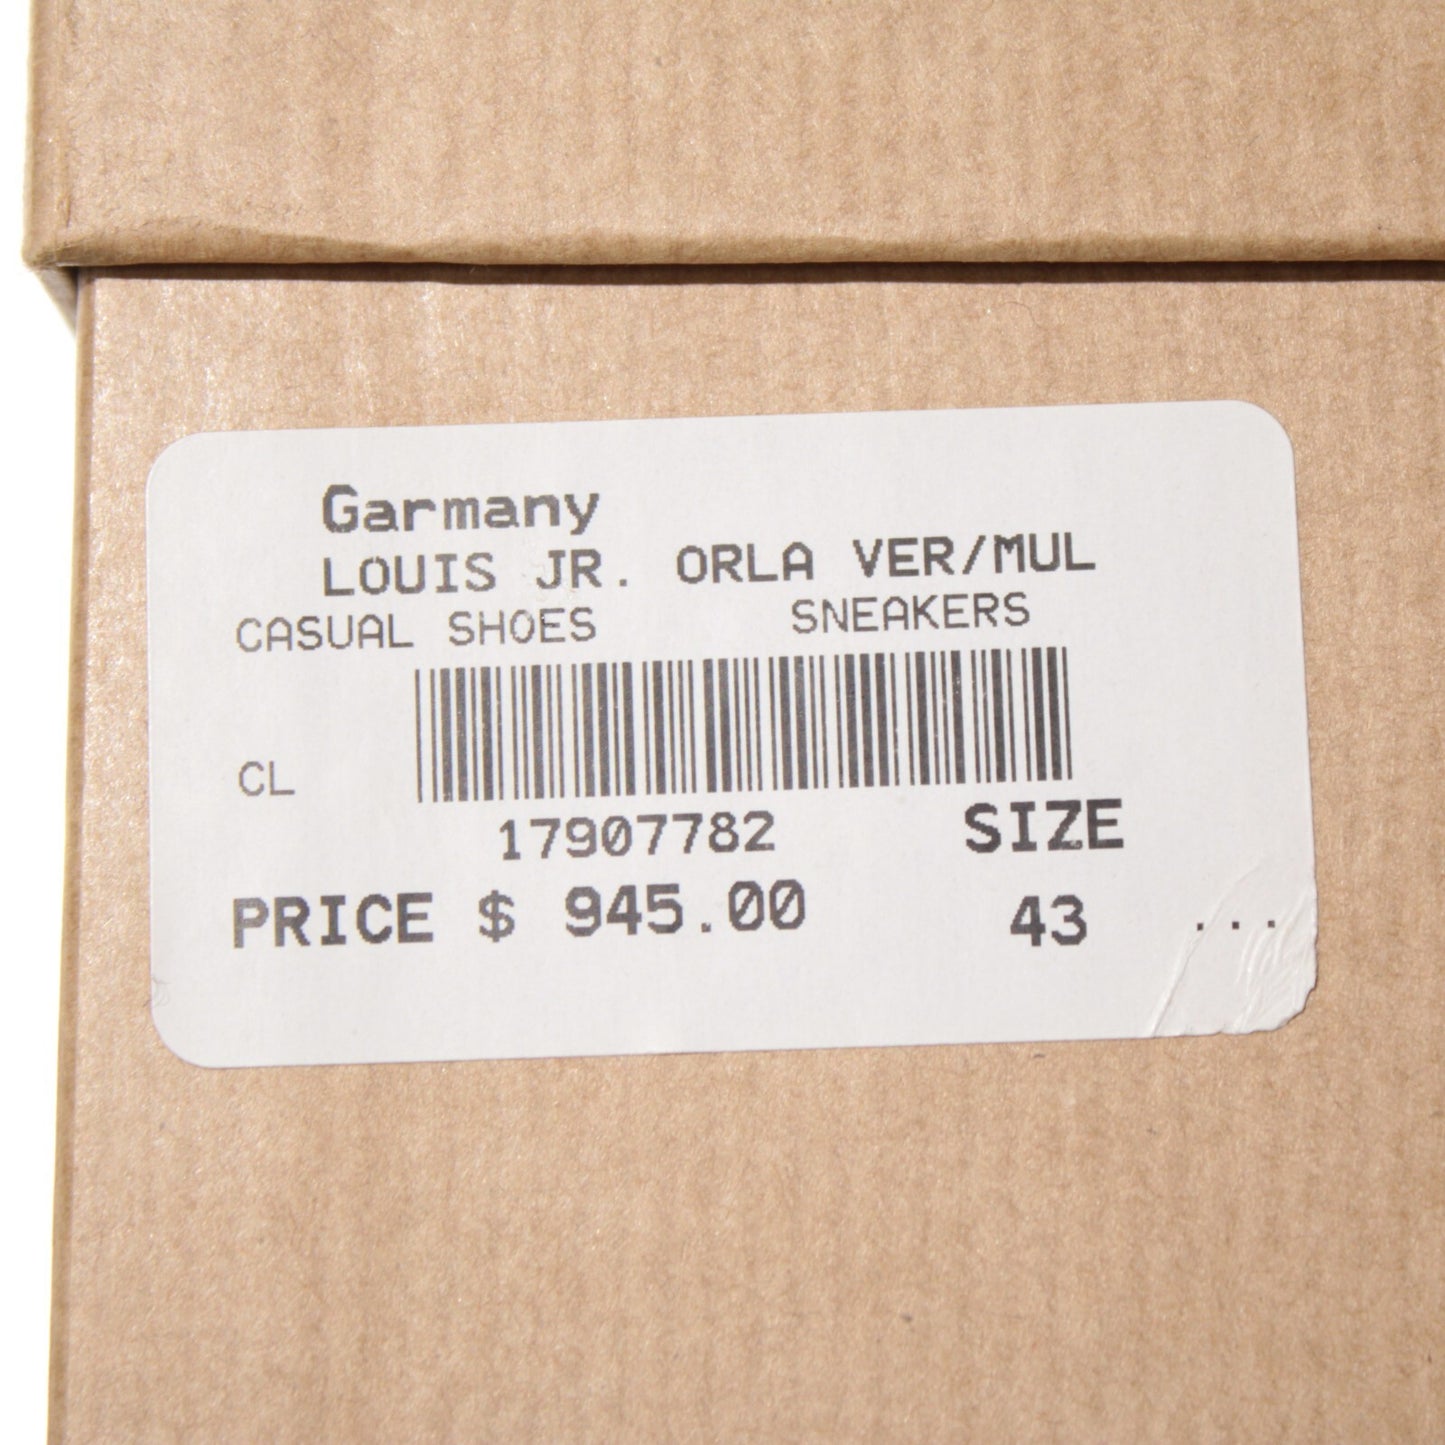 Garmany
LOUIS JR. ORLA VER/MUL
CASUAL SHOES SNEAKERS
CL
17907782 SIZE
PRICE $ 945.00 43 ...